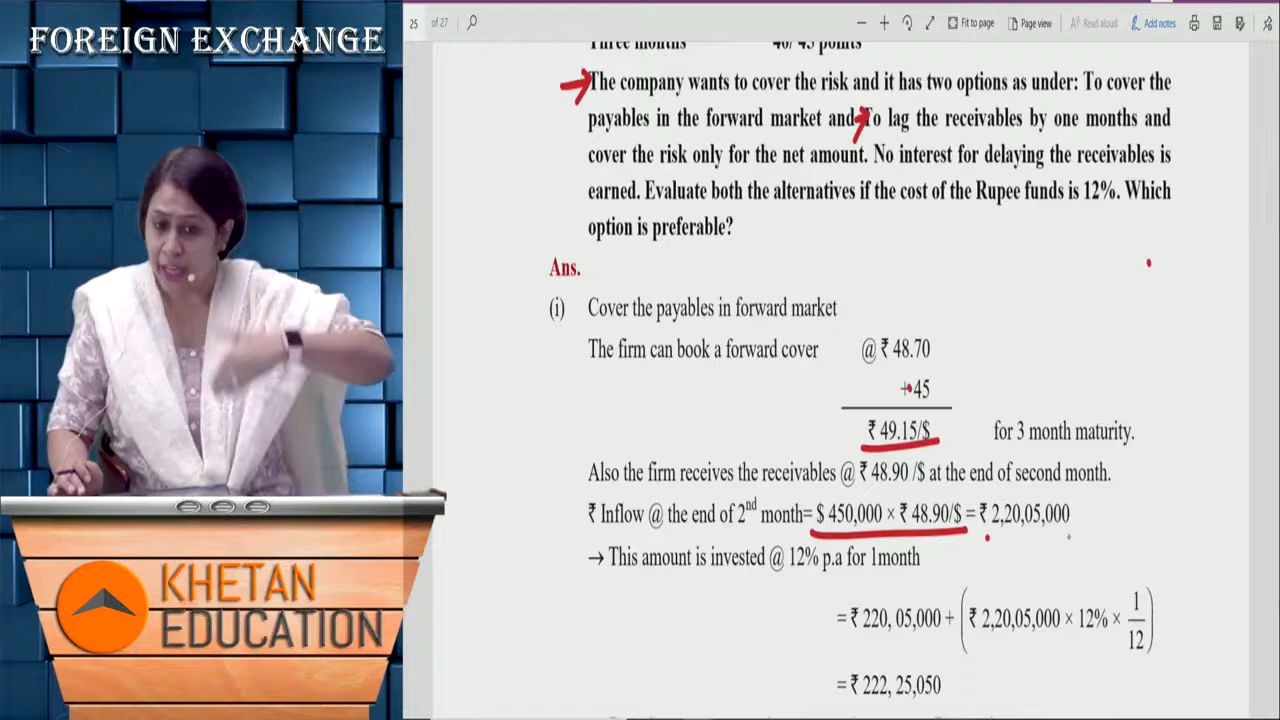 FOREIGN EXCHANGE
25 of 27
Fit to page
Page view
Read aloud
Add notes
Three months 40/ 45 points
The company wants to cover the risk and it has two options as under: To cover the
payables in the forward market and To lag the receivables by one months and
cover the risk only for the net amount. No interest for delaying the receivables is
earned. Evaluate both the alternatives if the cost of the Rupee funds is 12%. Which
option is preferable?
Ans.
(i) Cover the payables in forward market
The firm can book a forward cover @ ₹ 48.70
+ 45
₹ 49.15/$ for 3 month maturity.
Also the firm receives the receivables @ ₹ 48.90 /$ at the end of second month.
₹ Inflow @ the end of 2nd month= $ 450,000 × ₹ 48.90/$ = ₹ 2,20,05,000
→ This amount is invested @ 12% p.a for 1month
= ₹ 220, 05,000 + (₹ 2,20,05,000 × 12% × 1/12)
= ₹ 222, 25,050
KHETAN
EDUCATION